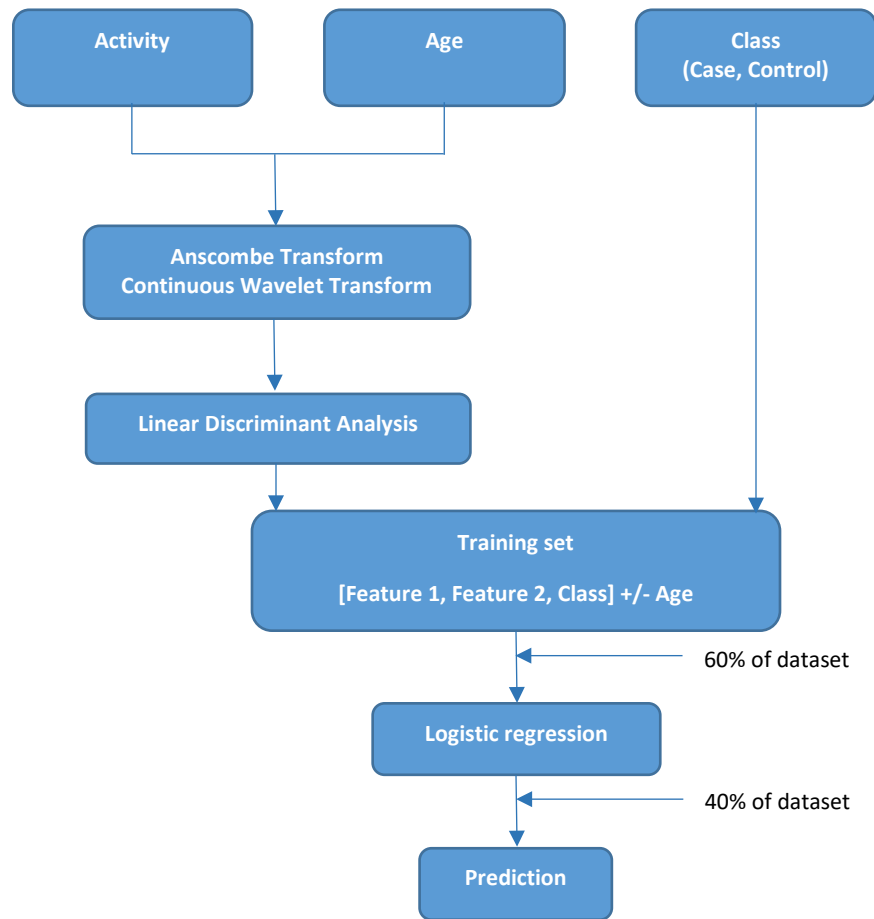 Activity
Age
Class
(Case, Control)
Anscombe Transform
Continuous Wavelet Transform
Linear Discriminant Analysis
Training set
[Feature 1, Feature 2, Class] +/- Age
60% of dataset
Logistic regression
40% of dataset
Prediction